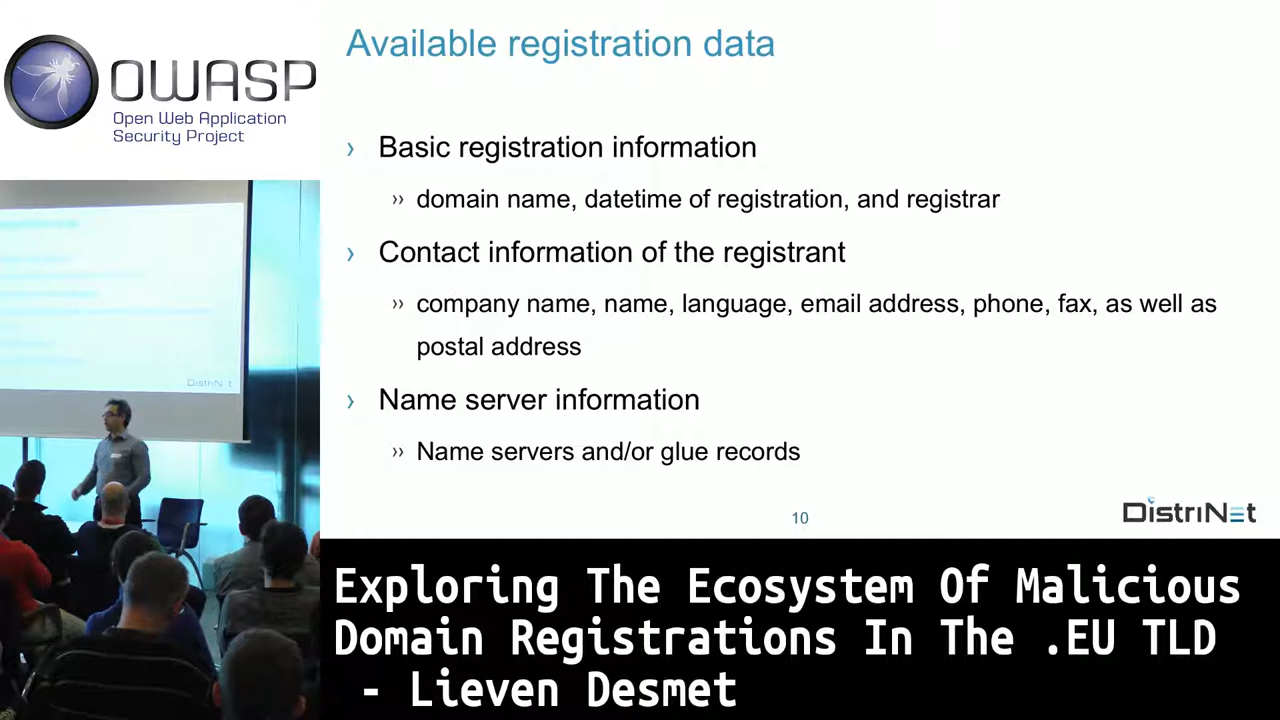 OWASP
Open Web Application
Security Project
Available registration data
› Basic registration information
›› domain name, datetime of registration, and registrar
› Contact information of the registrant
›› company name, name, language, email address, phone, fax, as well as
postal address
› Name server information
›› Name servers and/or glue records
10
DistriNet
DistriNet
Exploring The Ecosystem Of Malicious
Domain Registrations In The .EU TLD
- Lieven Desmet